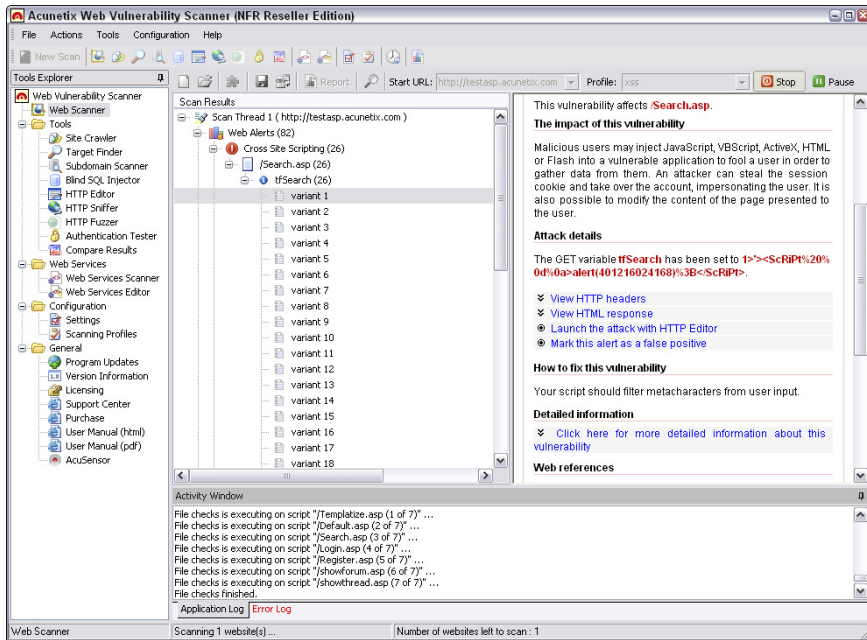 Acunetix Web Vulnerability Scanner (NFR Reseller Edition)
File Actions Tools Configuration Help
New Scan
Tools Explorer
Web Vulnerability Scanner
Web Scanner
Tools
Site Crawler
Target Finder
Subdomain Scanner
Blind SQL Injector
HTTP Editor
HTTP Sniffer
HTTP Fuzzer
Authentication Tester
Compare Results
Web Services
Web Services Scanner
Web Services Editor
Configuration
Settings
Scanning Profiles
General
Program Updates
Version Information
Licensing
Support Center
Purchase
User Manual (html)
User Manual (pdf)
AcuSensor
Report Start URL: http://testasp.acunetix.com Profile: xss Stop Pause
Scan Results
Scan Thread 1 ( http://testasp.acunetix.com )
Web Alerts (82)
Cross Site Scripting (26)
/Search.asp (26)
tfSearch (26)
variant 1
variant 2
variant 3
variant 4
variant 5
variant 6
variant 7
variant 8
variant 9
variant 10
variant 11
variant 12
variant 13
variant 14
variant 15
variant 16
variant 17
variant 18
This vulnerability affects /Search.asp.
The impact of this vulnerability
Malicious users may inject JavaScript, VBScript, ActiveX, HTML
or Flash into a vulnerable application to fool a user in order to
gather data from them. An attacker can steal the session
cookie and take over the account, impersonating the user. It is
also possible to modify the content of the page presented to
the user.
Attack details
The GET variable tfSearch has been set to 1>'><ScRiPt%20%
0d%0a>alert(401216024168)%3B</ScRiPt>.
View HTTP headers
View HTML response
Launch the attack with HTTP Editor
Mark this alert as a false positive
How to fix this vulnerability
Your script should filter metacharacters from user input.
Detailed information
Click here for more detailed information about this
vulnerability
Web references
Activity Window
File checks is executing on script "/Templatize.asp (1 of 7)" ...
File checks is executing on script "/Default.asp (2 of 7)" ...
File checks is executing on script "/Search.asp (3 of 7)" ...
File checks is executing on script "/Login.asp (4 of 7)" ...
File checks is executing on script "/Register.asp (5 of 7)" ...
File checks is executing on script "/showforum.asp (6 of 7)" ...
File checks is executing on script "/showthread.asp (7 of 7)" ...
File checks finished.
Application Log Error Log
Web Scanner Scanning 1 website(s) ... Number of websites left to scan : 1